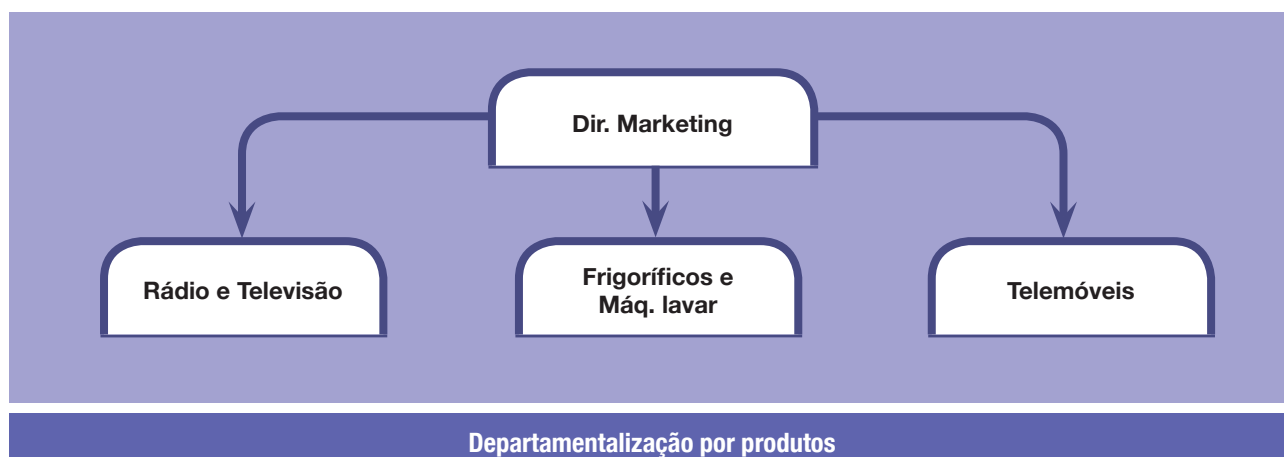 Dir. Marketing
Rádio e Televisão
Frigoríficos e
Máq. lavar
Telemóveis
Departamentalização por produtos